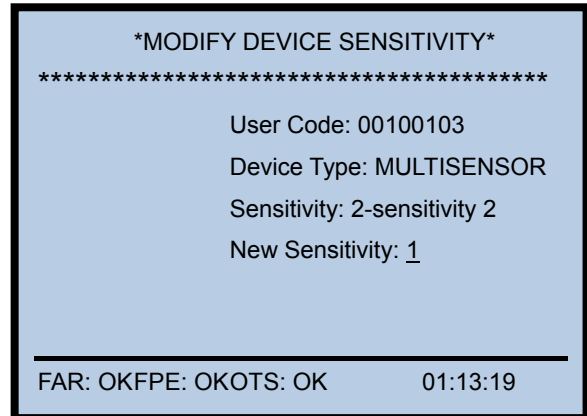 *MODIFY DEVICE SENSITIVITY*
******************************************
User Code: 00100103
Device Type: MULTISENSOR
Sensitivity: 2-sensitivity 2
New Sensitivity: 1
FAR: OKFPE: OKOTS: OK 01:13:19